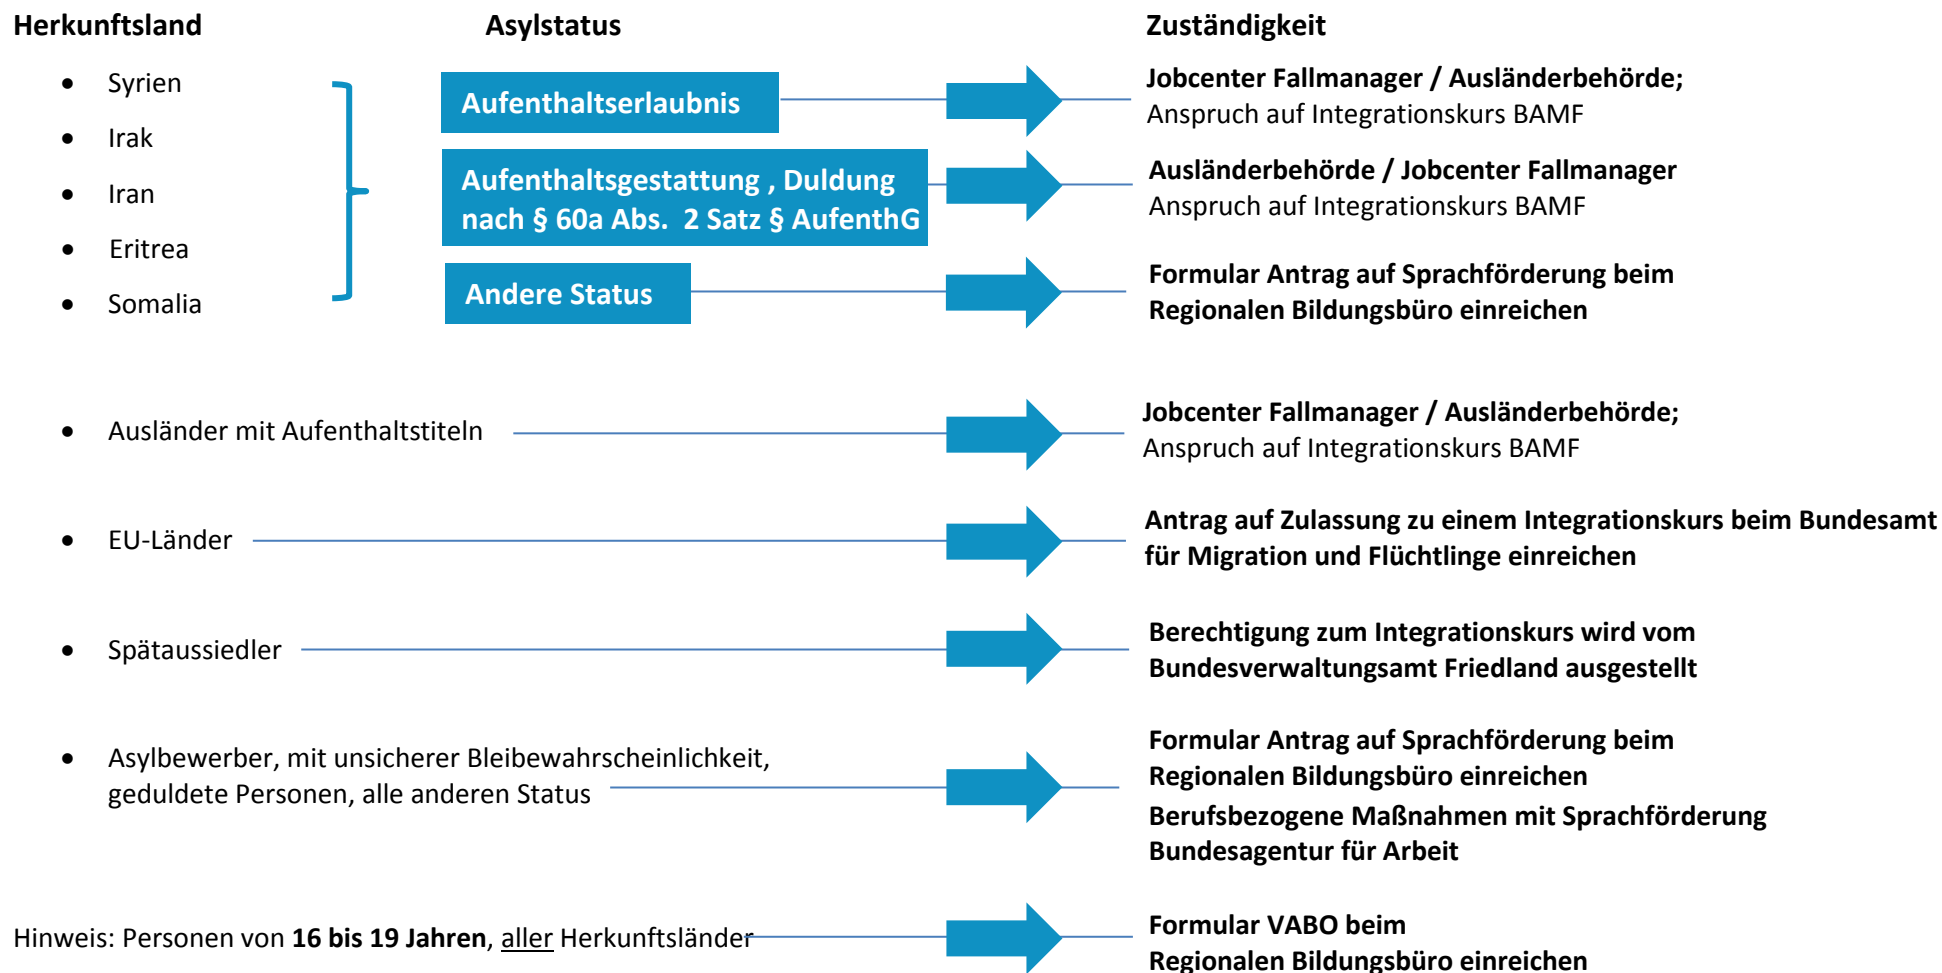 Herkunftsland Asylstatus Zuständigkeit
• Syrien
• Irak
• Iran
• Eritrea
• Somalia
Aufenthaltserlaubnis
Jobcenter Fallmanager / Ausländerbehörde;
Anspruch auf Integrationskurs BAMF
Aufenthaltsgestattung , Duldung
nach § 60a Abs. 2 Satz § AufenthG
Ausländerbehörde / Jobcenter Fallmanager
Anspruch auf Integrationskurs BAMF
Andere Status
Formular Antrag auf Sprachförderung beim
Regionalen Bildungsbüro einreichen
• Ausländer mit Aufenthaltstiteln
Jobcenter Fallmanager / Ausländerbehörde;
Anspruch auf Integrationskurs BAMF
• EU-Länder
Antrag auf Zulassung zu einem Integrationskurs beim Bundesamt
für Migration und Flüchtlinge einreichen
• Spätaussiedler
Berechtigung zum Integrationskurs wird vom
Bundesverwaltungsamt Friedland ausgestellt
• Asylbewerber, mit unsicherer Bleibewahrscheinlichkeit,
geduldete Personen, alle anderen Status
Formular Antrag auf Sprachförderung beim
Regionalen Bildungsbüro einreichen
Berufsbezogene Maßnahmen mit Sprachförderung
Bundesagentur für Arbeit
Hinweis: Personen von 16 bis 19 Jahren, aller Herkunftsländer
Formular VABO beim
Regionalen Bildungsbüro einreichen